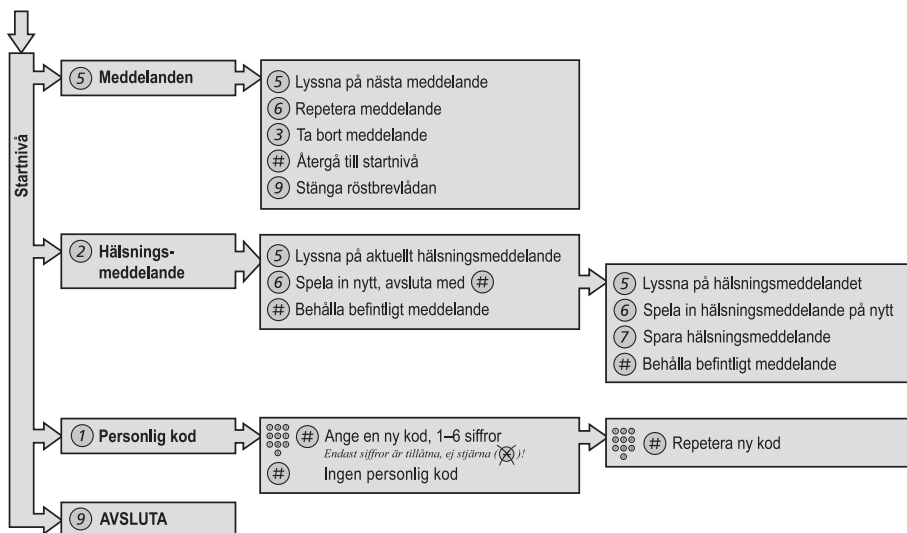 Startnivå
5 Meddelanden
5 Lyssna på nästa meddelande
6 Repetera meddelande
3 Ta bort meddelande
# Återgå till startnivå
9 Stänga röstbrevlådan
2 Hälsnings-
meddelande
5 Lyssna på aktuellt hälsningsmeddelande
6 Spela in nytt, avsluta med #
# Behålla befintligt meddelande
5 Lyssna på hälsningsmeddelandet
6 Spela in hälsningsmeddelande på nytt
7 Spara hälsningsmeddelande
# Behålla befintligt meddelande
1 Personlig kod
# Ange en ny kod, 1–6 siffror
Endast siffror är tillåtna, ej stjärna (*)!
# Ingen personlig kod
# Repetera ny kod
9 AVSLUTA